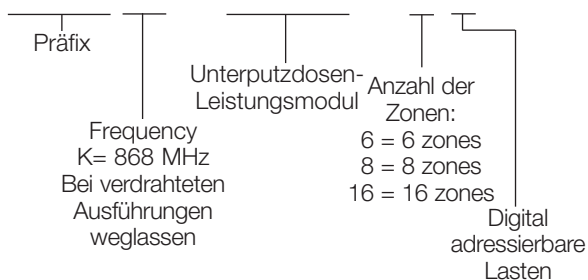 Präfix
Frequency
K= 868 MHz
Bei verdrahteten
Ausführungen
weglassen
Unterputzdosen-
Leistungsmodul
Anzahl der
Zonen:
6 = 6 zones
8 = 8 zones
16 = 16 zones
Digital
adressierbare
Lasten